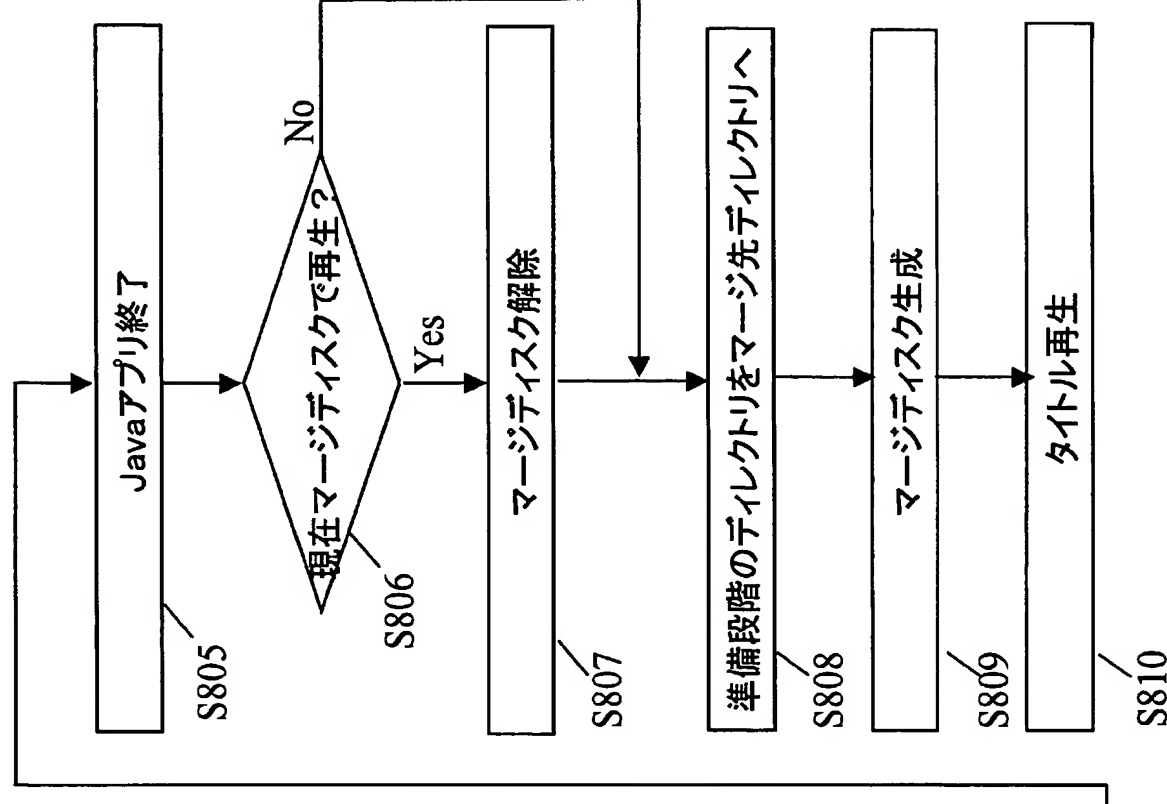 Javaアプリ終了
S805
現在マージディスクで再生？
No
Yes
S806
マージディスク解除
S807
準備段階のディレクトリをマージ先ディレクトリへ
S808
マージディスク生成
S809
タイトル再生
S810